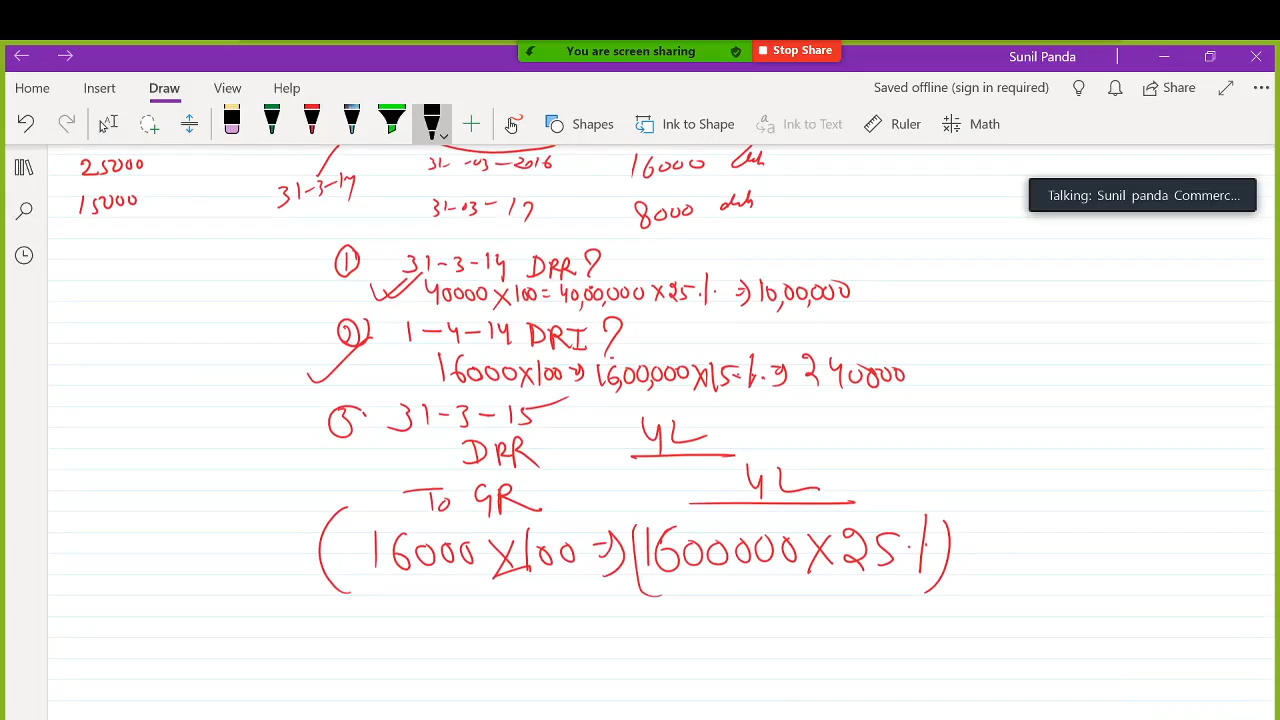 You are screen sharing Stop Share
Sunil Panda
Home Insert Draw View Help Saved offline (sign in required) Share
Shapes Ink to Shape Ink to Text Ruler Math
Talking: Sunil panda Commerc...
25000 31-03-2016 16000 deb
15000 31-3-17 31-03-17 8000 deb
① 31-3-14 DRR?
40000 X 100 = 40,00,000 X 25% ⇒ 10,00,000
② 1-4-14 DRI?
16000 X 100 ⇒ 16,00,000 X 15% ⇒ 240000
③ 31-3-15
DRR 4L
To GR 4L
(16000 X 100 ⇒ (1600000 X 25%)